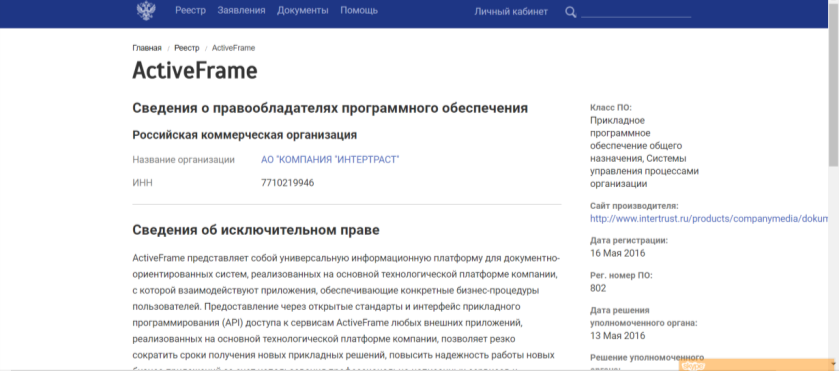 Реестр Заявления Документы Помощь Личный кабинет
Главная / Реестр / ActiveFrame
ActiveFrame
Сведения о правообладателях программного обеспечения
Российская коммерческая организация
Название организации АО "КОМПАНИЯ "ИНТЕРТРАСТ"
ИНН 7710219946
Сведения об исключительном праве
ActiveFrame представляет собой универсальную информационную платформу для документно-
ориентированных систем, реализованных на основной технологической платформе компании,
с которой взаимодействуют приложения, обеспечивающие конкретные бизнес-процедуры
пользователей. Предоставление через открытые стандарты и интерфейс прикладного
программирования (API) доступа к сервисам ActiveFrame любых внешних приложений,
реализованных на основной технологической платформе компании, позволяет резко
сократить сроки получения новых прикладных решений, повысить надежность работы новых
Класс ПО:
Прикладное
программное
обеспечение общего
назначения, Системы
управления процессами
организации
Сайт производителя:
http://www.intertrust.ru/products/companymedia/dokum
Дата регистрации:
16 Мая 2016
Рег. номер ПО:
802
Дата решения
уполномоченного органа:
13 Мая 2016
Решение уполномоченного